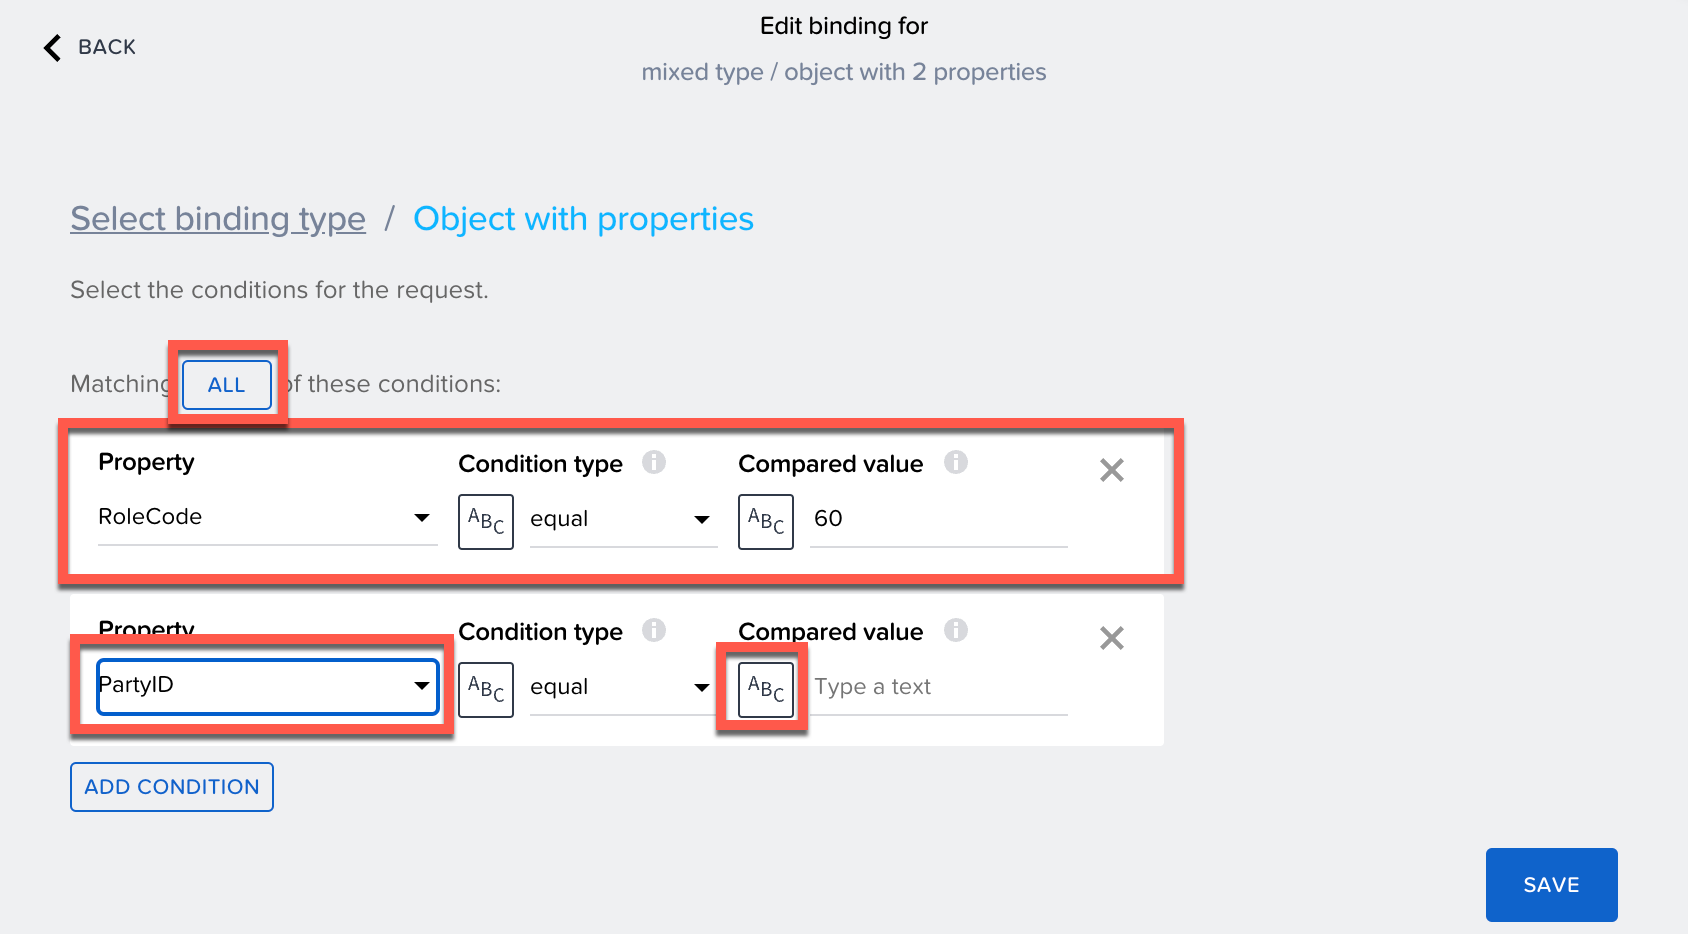 BACK
Edit binding for
mixed type / object with 2 properties
Select binding type / Object with properties
Select the conditions for the request.
Matching ALL of these conditions:
Property Condition type i Compared value i
RoleCode ABC equal ABC 60
Property Condition type i Compared value i
PartyID ABC equal ABC Type a text
ADD CONDITION
SAVE